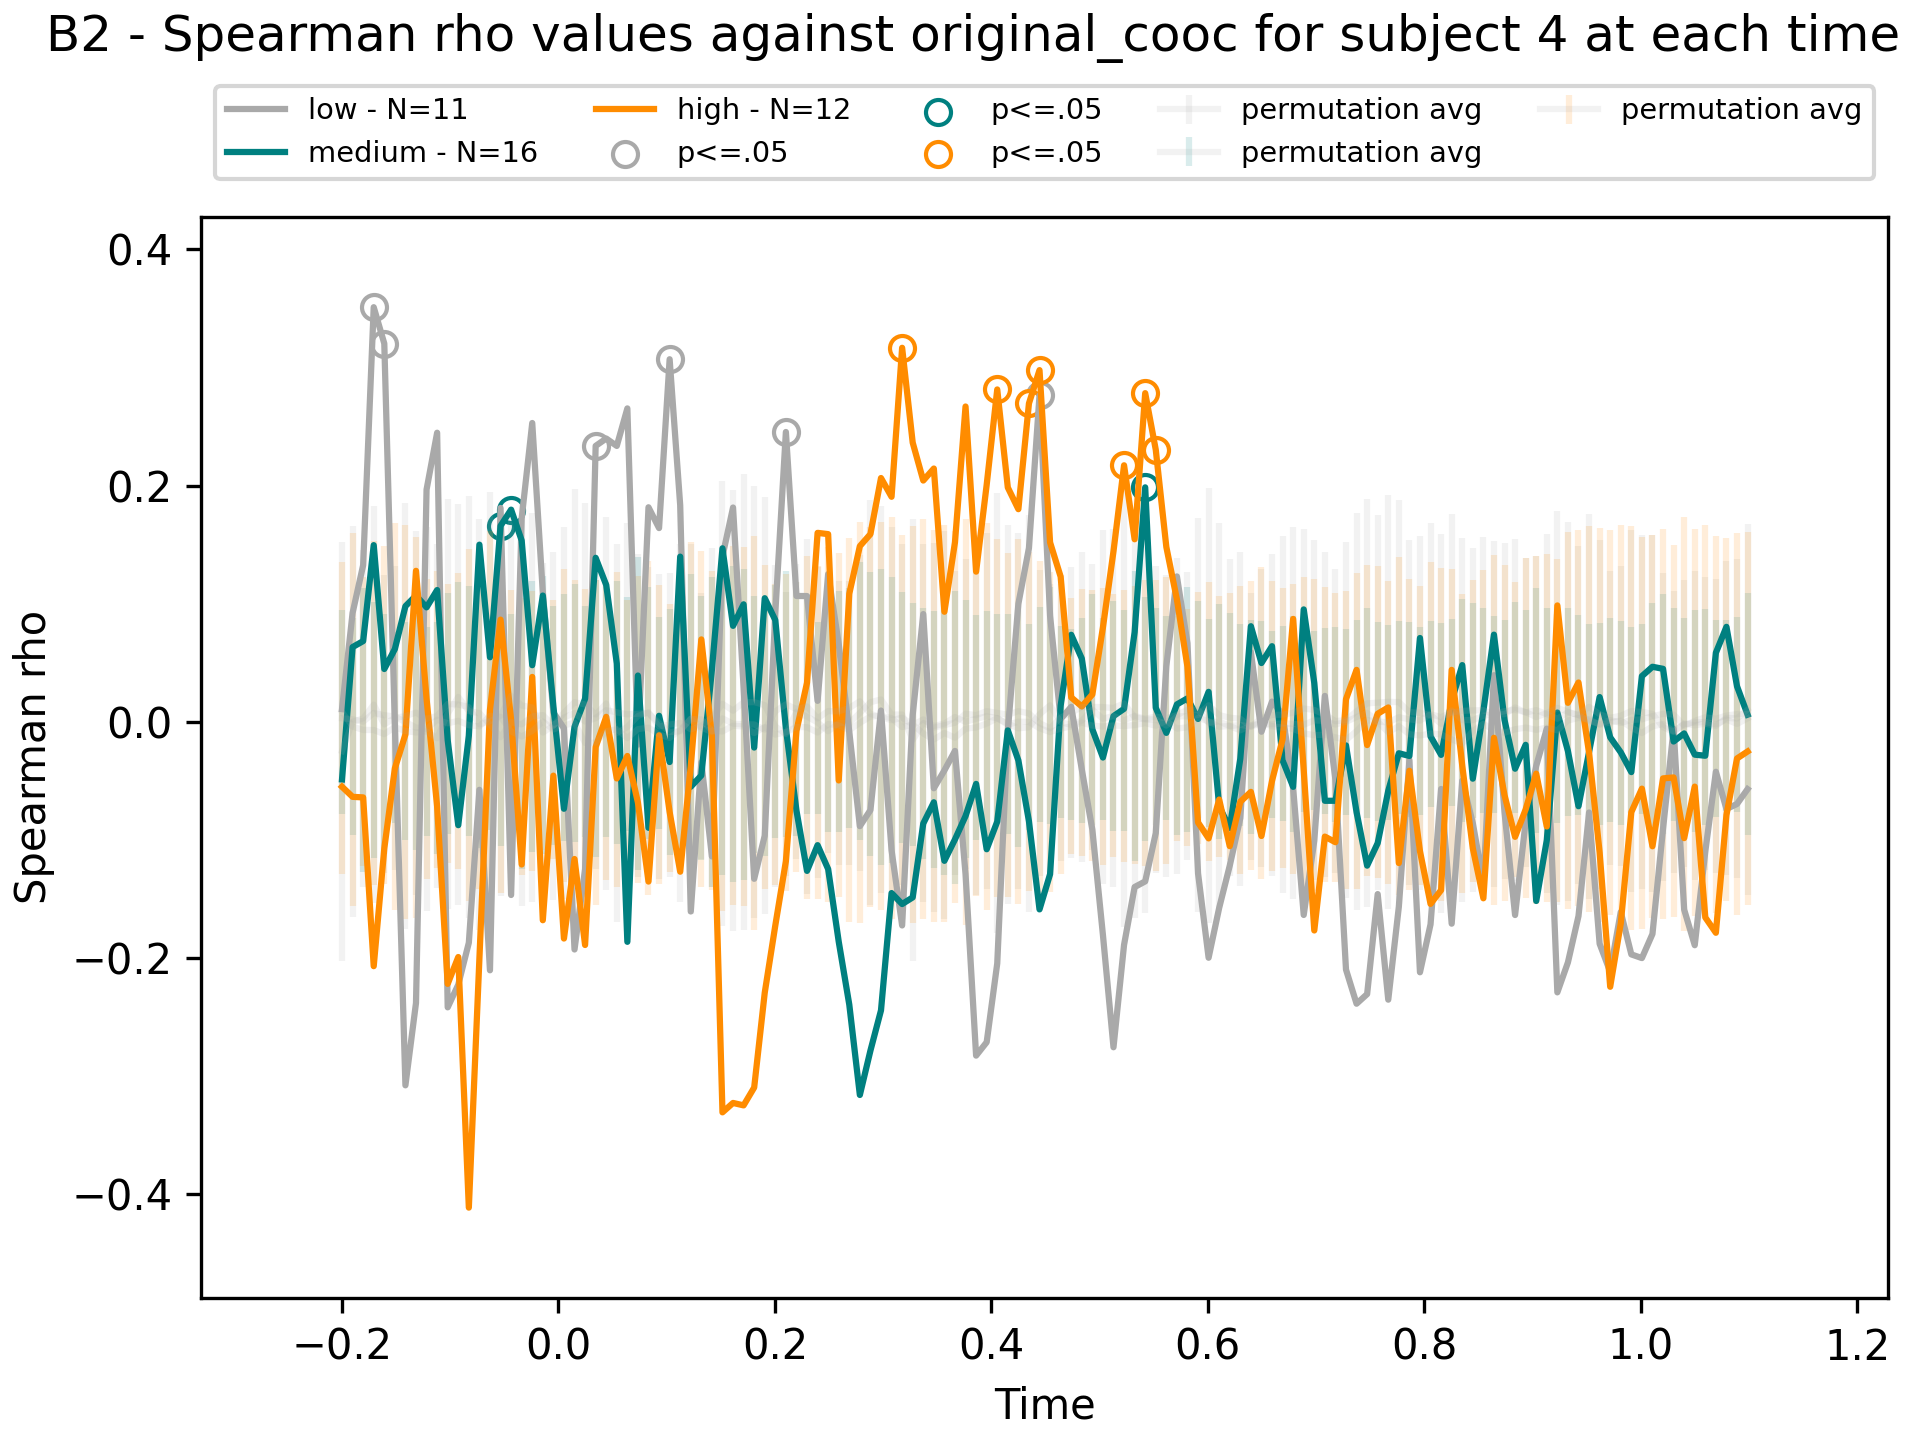 B2 - Spearman rho values against original_cooc for subject 4 at each time
low - N=11 high - N=12 p<=.05 permutation avg permutation avg
medium - N=16 p<=.05 p<=.05 permutation avg
0.4
0.2
0.0
−0.2
−0.4
Spearman rho
−0.2 0.0 0.2 0.4 0.6 0.8 1.0 1.2
Time